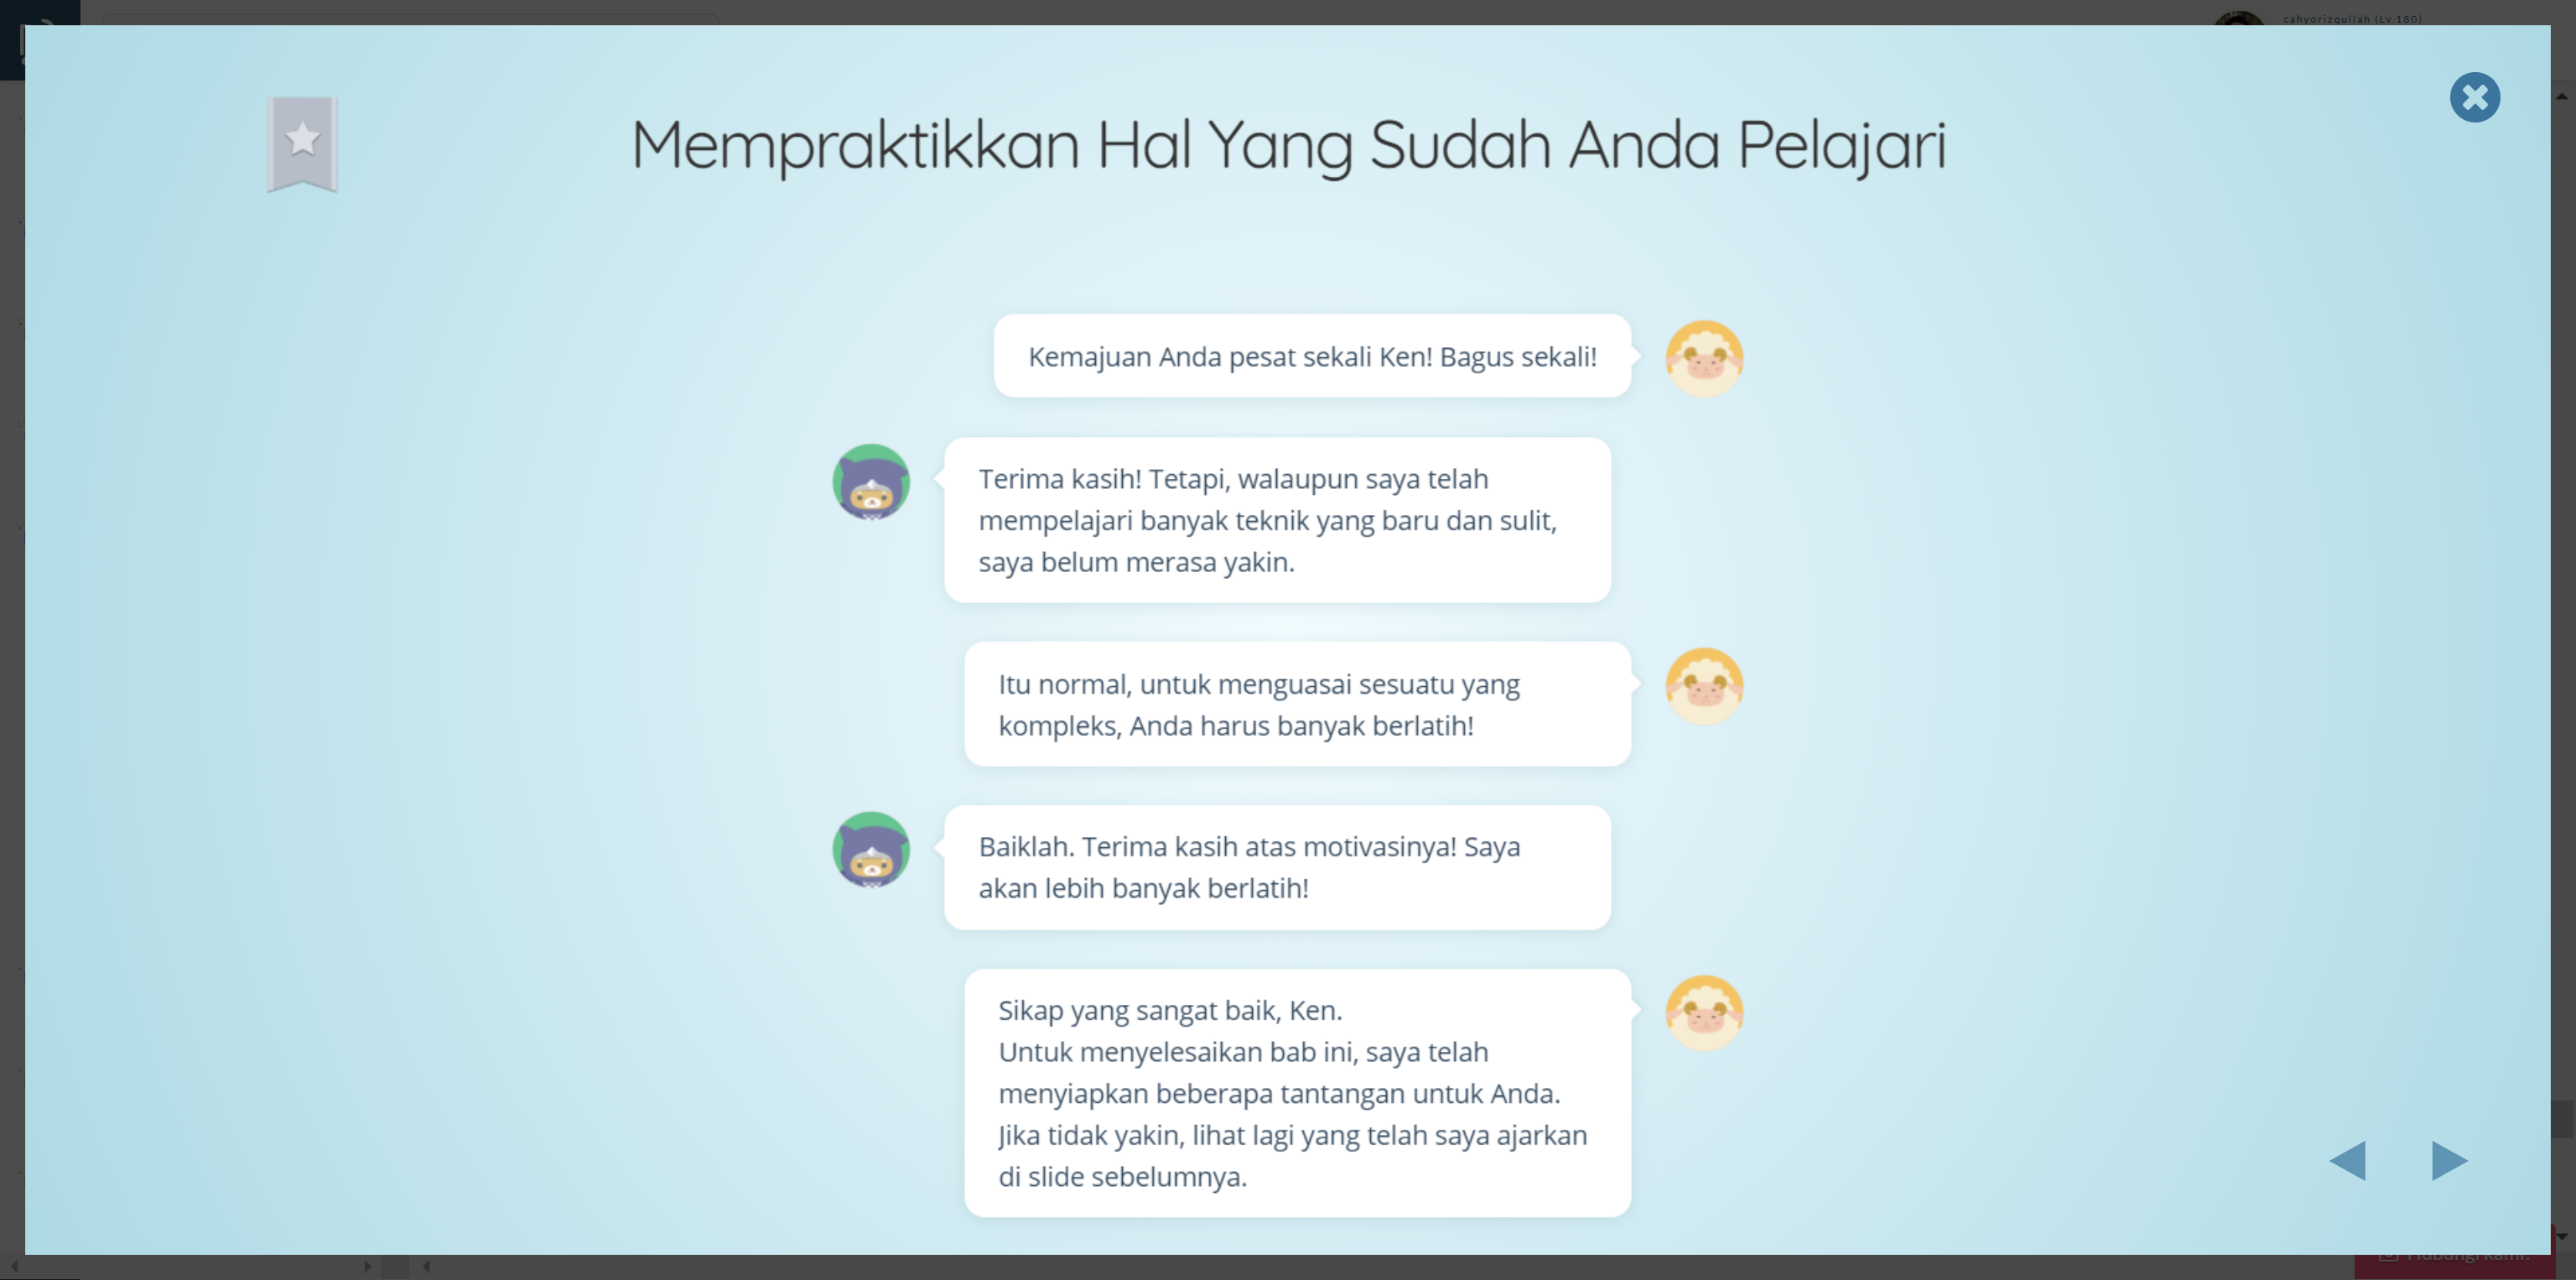 cahyorizqullah (Lv.180)
Mempraktikkan Hal Yang Sudah Anda Pelajari
Kemajuan Anda pesat sekali Ken! Bagus sekali!
Terima kasih! Tetapi, walaupun saya telah
mempelajari banyak teknik yang baru dan sulit,
saya belum merasa yakin.
Itu normal, untuk menguasai sesuatu yang
kompleks, Anda harus banyak berlatih!
Baiklah. Terima kasih atas motivasinya! Saya
akan lebih banyak berlatih!
Sikap yang sangat baik, Ken.
Untuk menyelesaikan bab ini, saya telah
menyiapkan beberapa tantangan untuk Anda.
Jika tidak yakin, lihat lagi yang telah saya ajarkan
di slide sebelumnya.